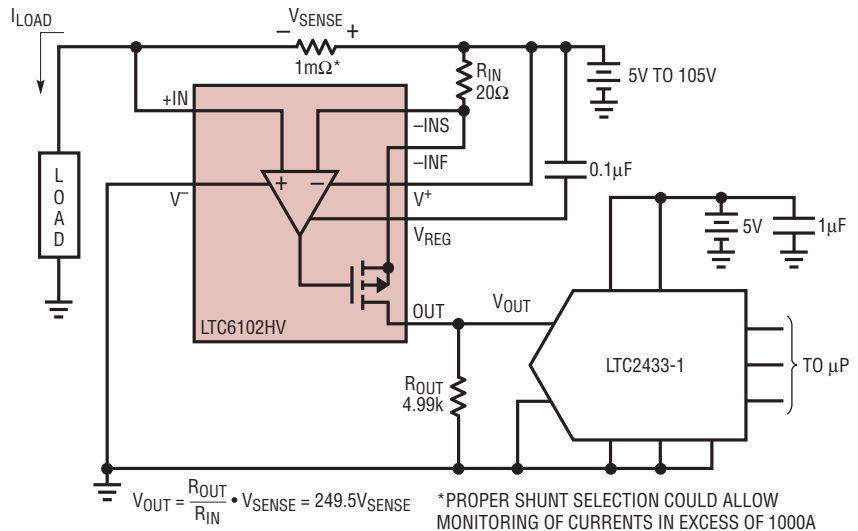 ILOAD
– VSENSE +
1mΩ*
RIN
20Ω
5V TO 105V
+IN
–INS
–INF
V–
V+
VREG
0.1µF
LOAD
5V
1µF
OUT
VOUT
LTC6102HV
LTC2433-1
TO µP
ROUT
4.99k
VOUT = ROUT/RIN • VSENSE = 249.5VSENSE
*PROPER SHUNT SELECTION COULD ALLOW
MONITORING OF CURRENTS IN EXCESS OF 1000A
+ –